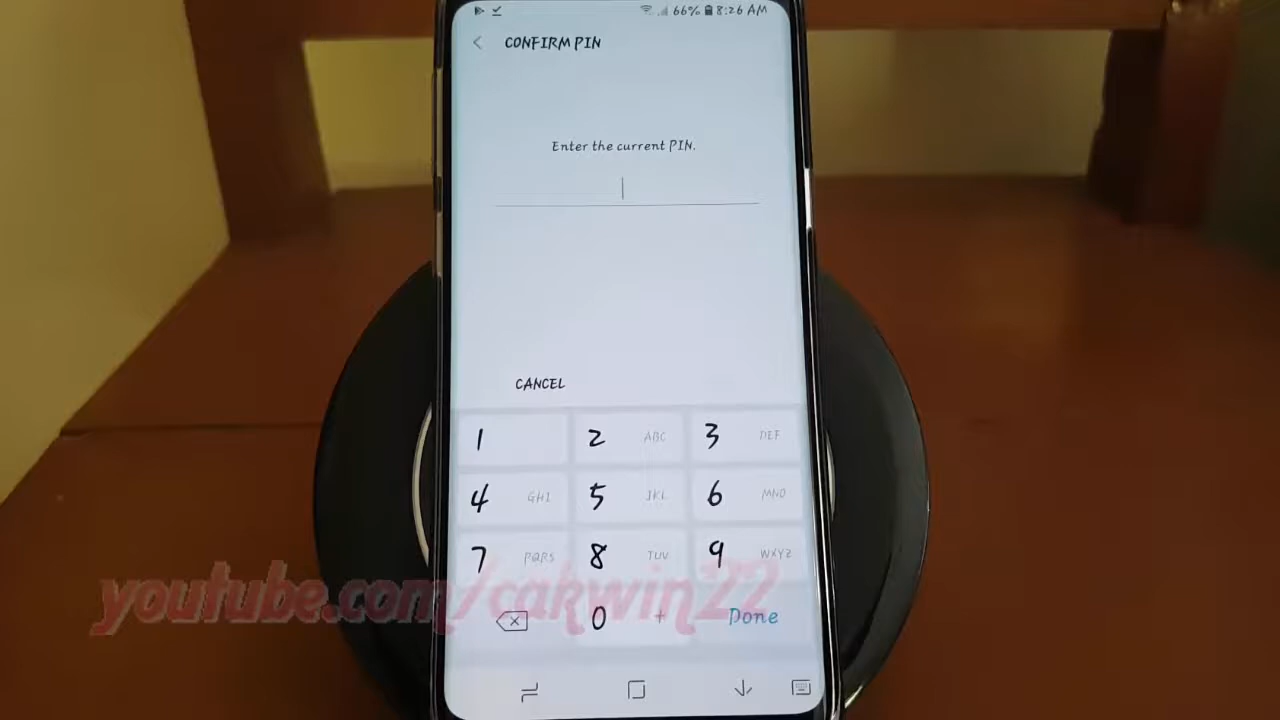 66% 8:26 AM
CONFIRM PIN
Enter the current PIN.
CANCEL
1 2 ABC 3 DEF
4 GHI 5 JKL 6 MNO
7 PQRS 8 TUV 9 WXYZ
youtube.com/cakwin22
0 + Done